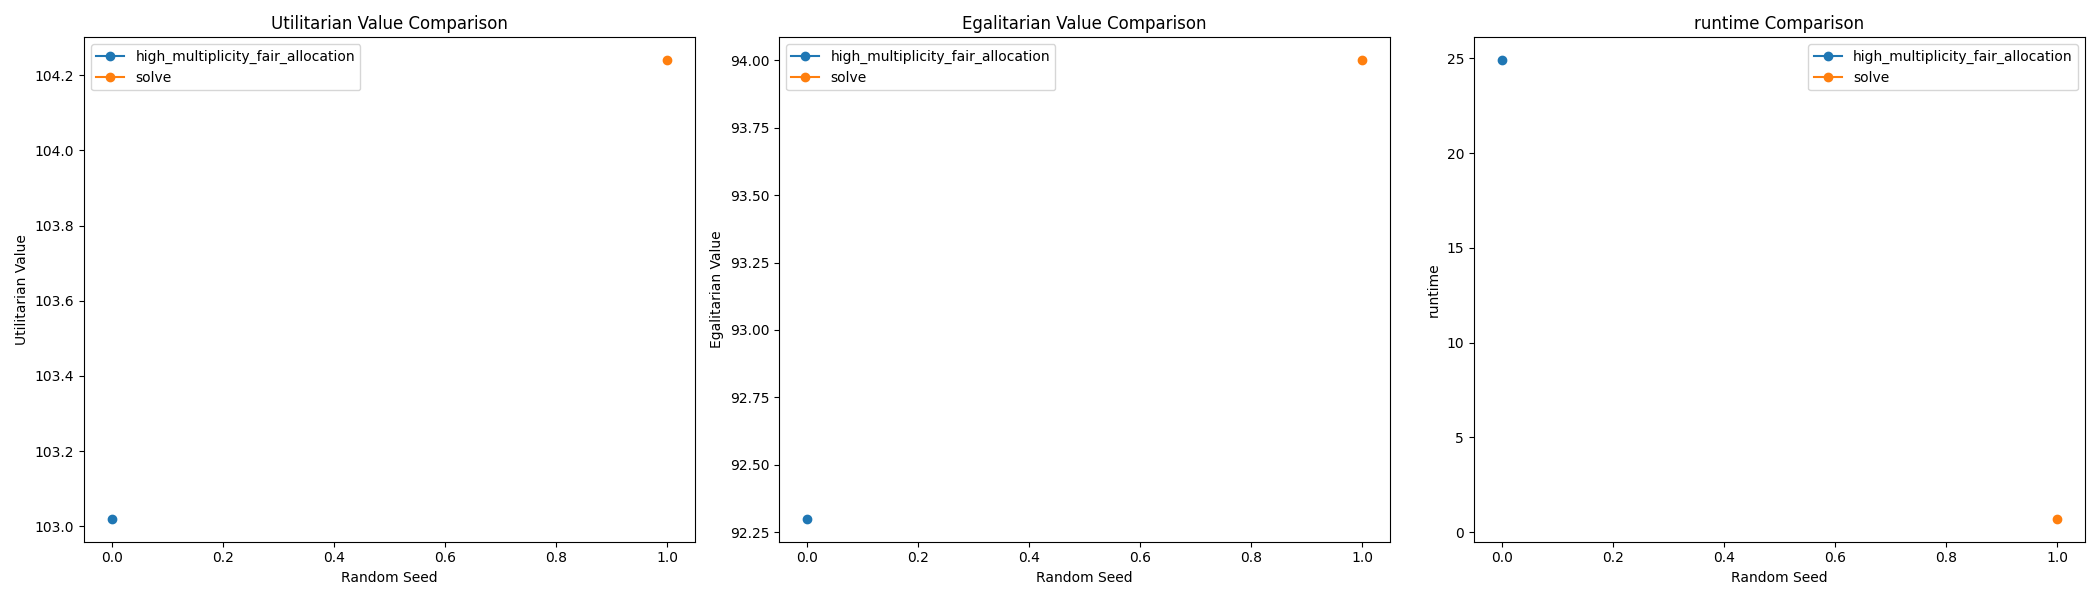 Utilitarian Value Comparison
high_multiplicity_fair_allocation
solve
104.2
104.0
103.8
103.6
103.4
103.2
103.0
Utilitarian Value
0.0 0.2 0.4 0.6 0.8 1.0
Random Seed
Egalitarian Value Comparison
high_multiplicity_fair_allocation
solve
94.00
93.75
93.50
93.25
93.00
92.75
92.50
92.25
Egalitarian Value
0.0 0.2 0.4 0.6 0.8 1.0
Random Seed
runtime Comparison
high_multiplicity_fair_allocation
solve
25
20
15
10
5
0
runtime
0.0 0.2 0.4 0.6 0.8 1.0
Random Seed